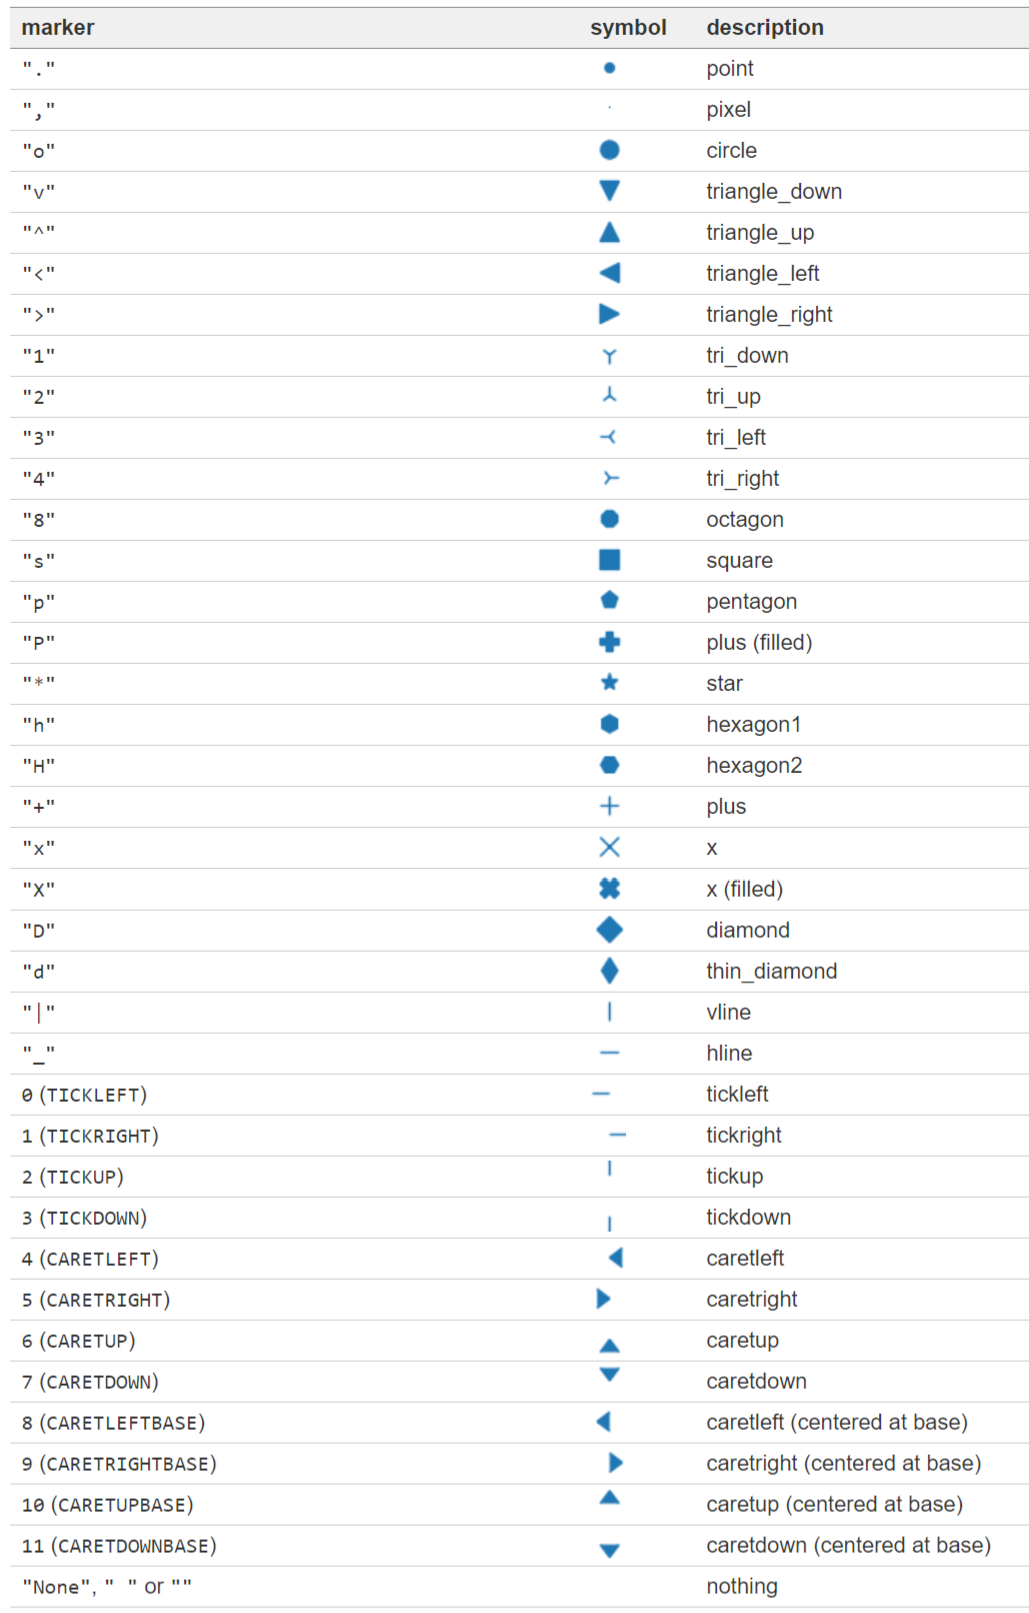 marker symbol description
"." point
"," pixel
"o" circle
"v" triangle_down
"^" triangle_up
"<" triangle_left
">" triangle_right
"1" tri_down
"2" tri_up
"3" tri_left
"4" tri_right
"8" octagon
"s" square
"p" pentagon
"P" plus (filled)
"*" star
"h" hexagon1
"H" hexagon2
"+" plus
"x" x
"X" x (filled)
"D" diamond
"d" thin_diamond
"|" vline
"_" hline
0 (TICKLEFT) tickleft
1 (TICKRIGHT) tickright
2 (TICKUP) tickup
3 (TICKDOWN) tickdown
4 (CARETLEFT) caretleft
5 (CARETRIGHT) caretright
6 (CARETUP) caretup
7 (CARETDOWN) caretdown
8 (CARETLEFTBASE) caretleft (centered at base)
9 (CARETRIGHTBASE) caretright (centered at base)
10 (CARETUPBASE) caretup (centered at base)
11 (CARETDOWNBASE) caretdown (centered at base)
"None", " " or "" nothing